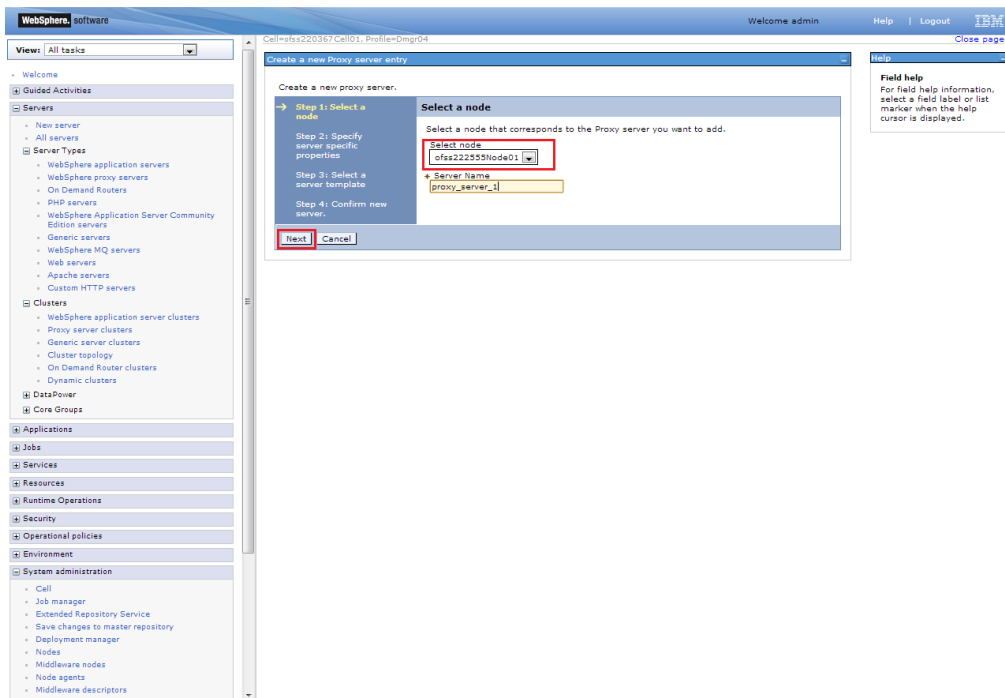 WebSphere. software
Welcome admin
Help | Logout
IBM
View: All tasks
Cell=ofss220367Cell01, Profile=Dmgr04
Close page
Welcome
Guided Activities
Servers
New server
All servers
Server Types
WebSphere application servers
WebSphere proxy servers
On Demand Routers
PHP servers
WebSphere Application Server Community
Edition servers
Generic servers
WebSphere MQ servers
Web servers
Apache servers
Custom HTTP servers
Clusters
WebSphere application server clusters
Proxy server clusters
Generic server clusters
Cluster topology
On Demand Router clusters
Dynamic clusters
DataPower
Core Groups
Applications
Jobs
Services
Resources
Runtime Operations
Security
Operational policies
Environment
System administration
Cell
Job manager
Extended Repository Service
Save changes to master repository
Deployment manager
Nodes
Middleware nodes
Node agents
Middleware descriptors
Create a new Proxy server entry
Create a new proxy server.
Step 1: Select a
node
Step 2: Specify
server specific
properties
Step 3: Select a
server template
Step 4: Confirm new
server.
Select a node
Select a node that corresponds to the Proxy server you want to add.
Select node
ofss222555Node01
Server Name
proxy_server_1
Next
Cancel
Help
Field help
For field help information,
select a field label or list
marker when the help
cursor is displayed.